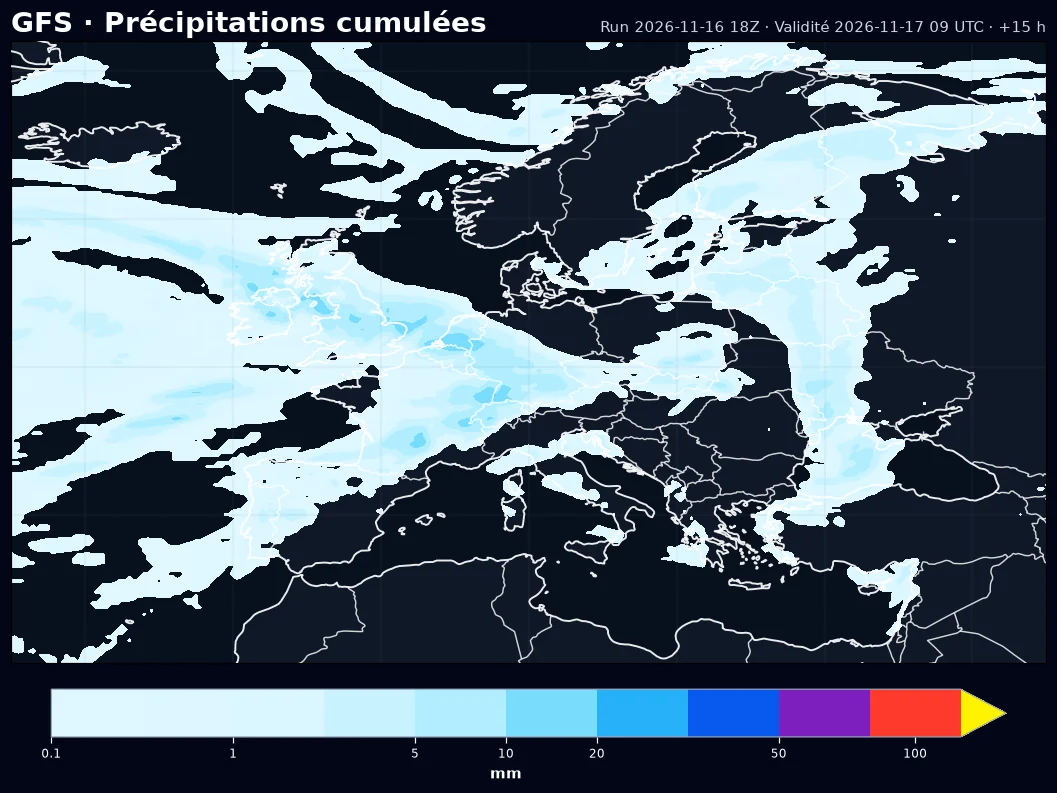 GFS · Précipitations cumulées
Run 2026-11-16 18Z · Validité 2026-11-17 09 UTC · +15 h
0.1 1 5 10 20 50 100
mm